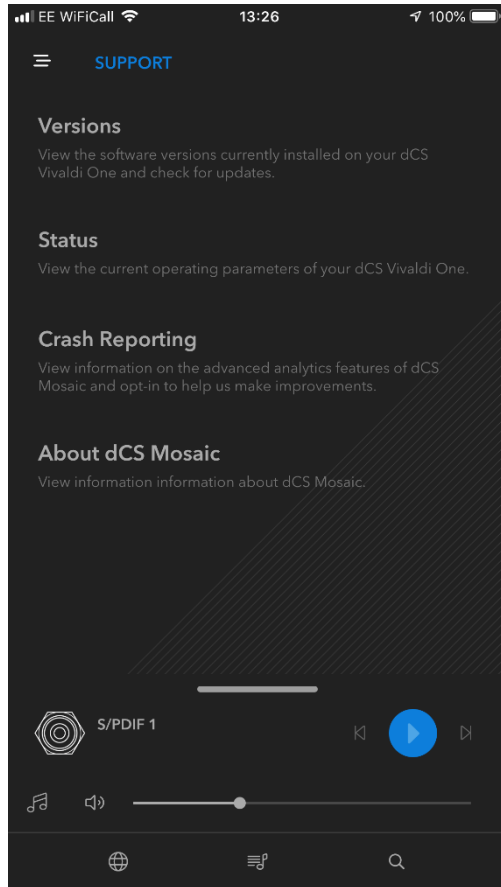 EE WiFiCall 13:26 100%
SUPPORT
Versions
View the software versions currently installed on your dCS
Vivaldi One and check for updates.
Status
View the current operating parameters of your dCS Vivaldi One.
Crash Reporting
View information on the advanced analytics features of dCS
Mosaic and opt-in to help us make improvements.
About dCS Mosaic
View information information about dCS Mosaic.
S/PDIF 1